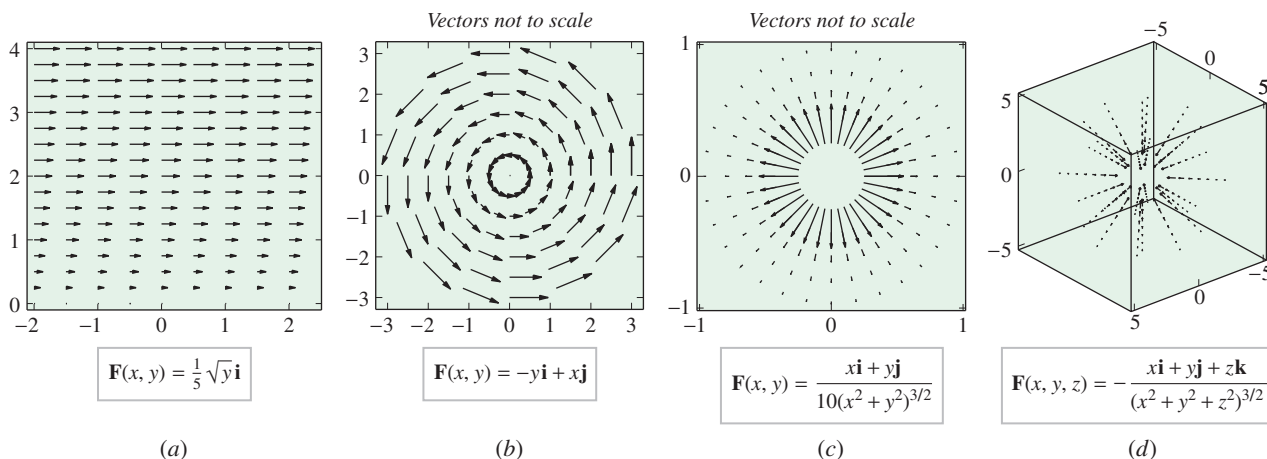 Vectors not to scale
Vectors not to scale
4
3
2
1
0
−2 −1 0 1 2
3
2
1
0
−1
−2
−3
−3 −2 −1 0 1 2 3
1
0
−1
−1 0 1
−5
0
5
5
5
0
−5
−5
0
5
F(x, y) = 1/5 √y i
F(x, y) = −yi + xj
F(x, y) = xi + yj / 10(x² + y²)^3/2
F(x, y, z) = − xi + yj + zk / (x² + y² + z²)^3/2
(a)
(b)
(c)
(d)